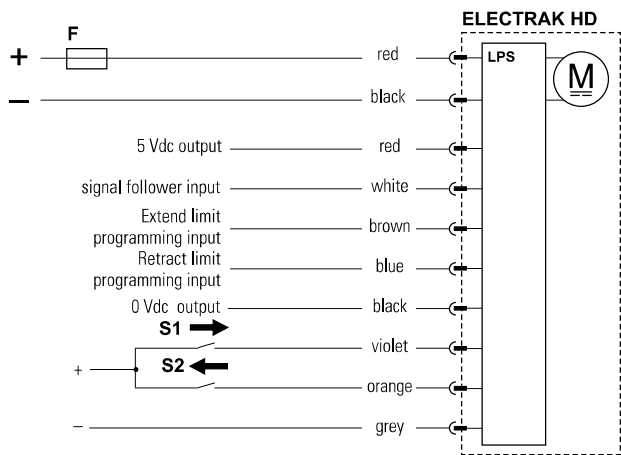 ELECTRAK HD
F
+ red LPS
M
– black
5 Vdc output red
signal follower input white
Extend limit
programming input brown
Retract limit
programming input blue
0 Vdc output black
S1
violet
S2
+
orange
– grey